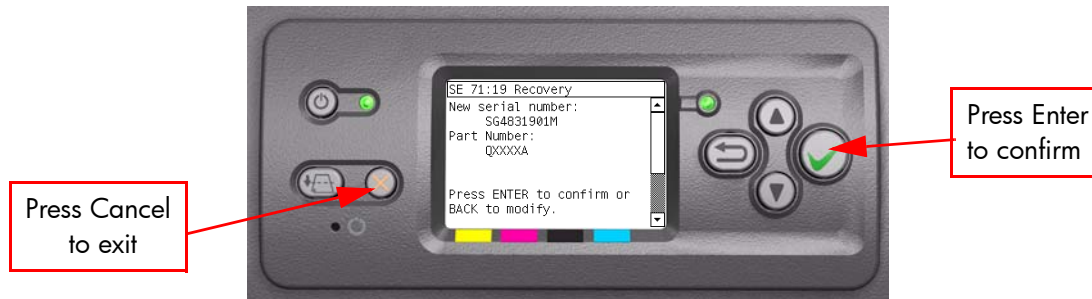 SE 71:19 Recovery
New serial number:
SG4831901M
Part Number:
QXXXXA
Press ENTER to confirm or
BACK to modify.
Press Enter
to confirm
Press Cancel
to exit